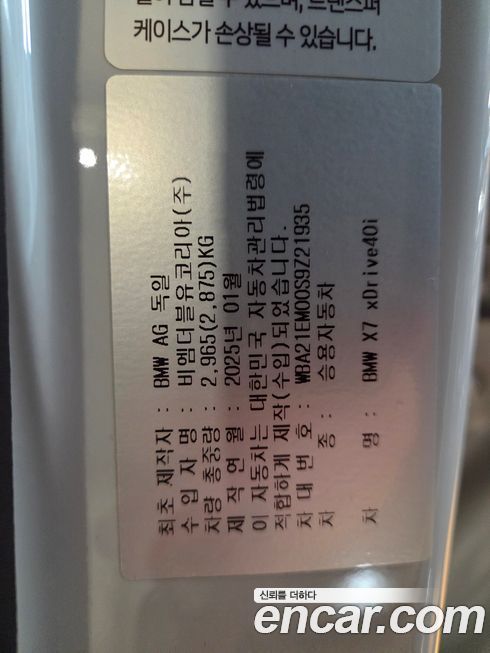 케이스가 손상될 수 있습니다.
최초 제작자 : BMW AG 독일
수 입 자 명 : 비엠더블유코리아(주)
차량 총중량 : 2,965(2,875)KG
제 작 연 월 : 2025년 01월
이 자동차는 대한민국 자동차관리법령에
적합하게 제작(수입)되었습니다.
차 대 번 호 : WBA21EM00S9Z21935
차 종 : 승용자동차
차 명 : BMW X7 xDrive40i
신뢰를 더하다
encar.com